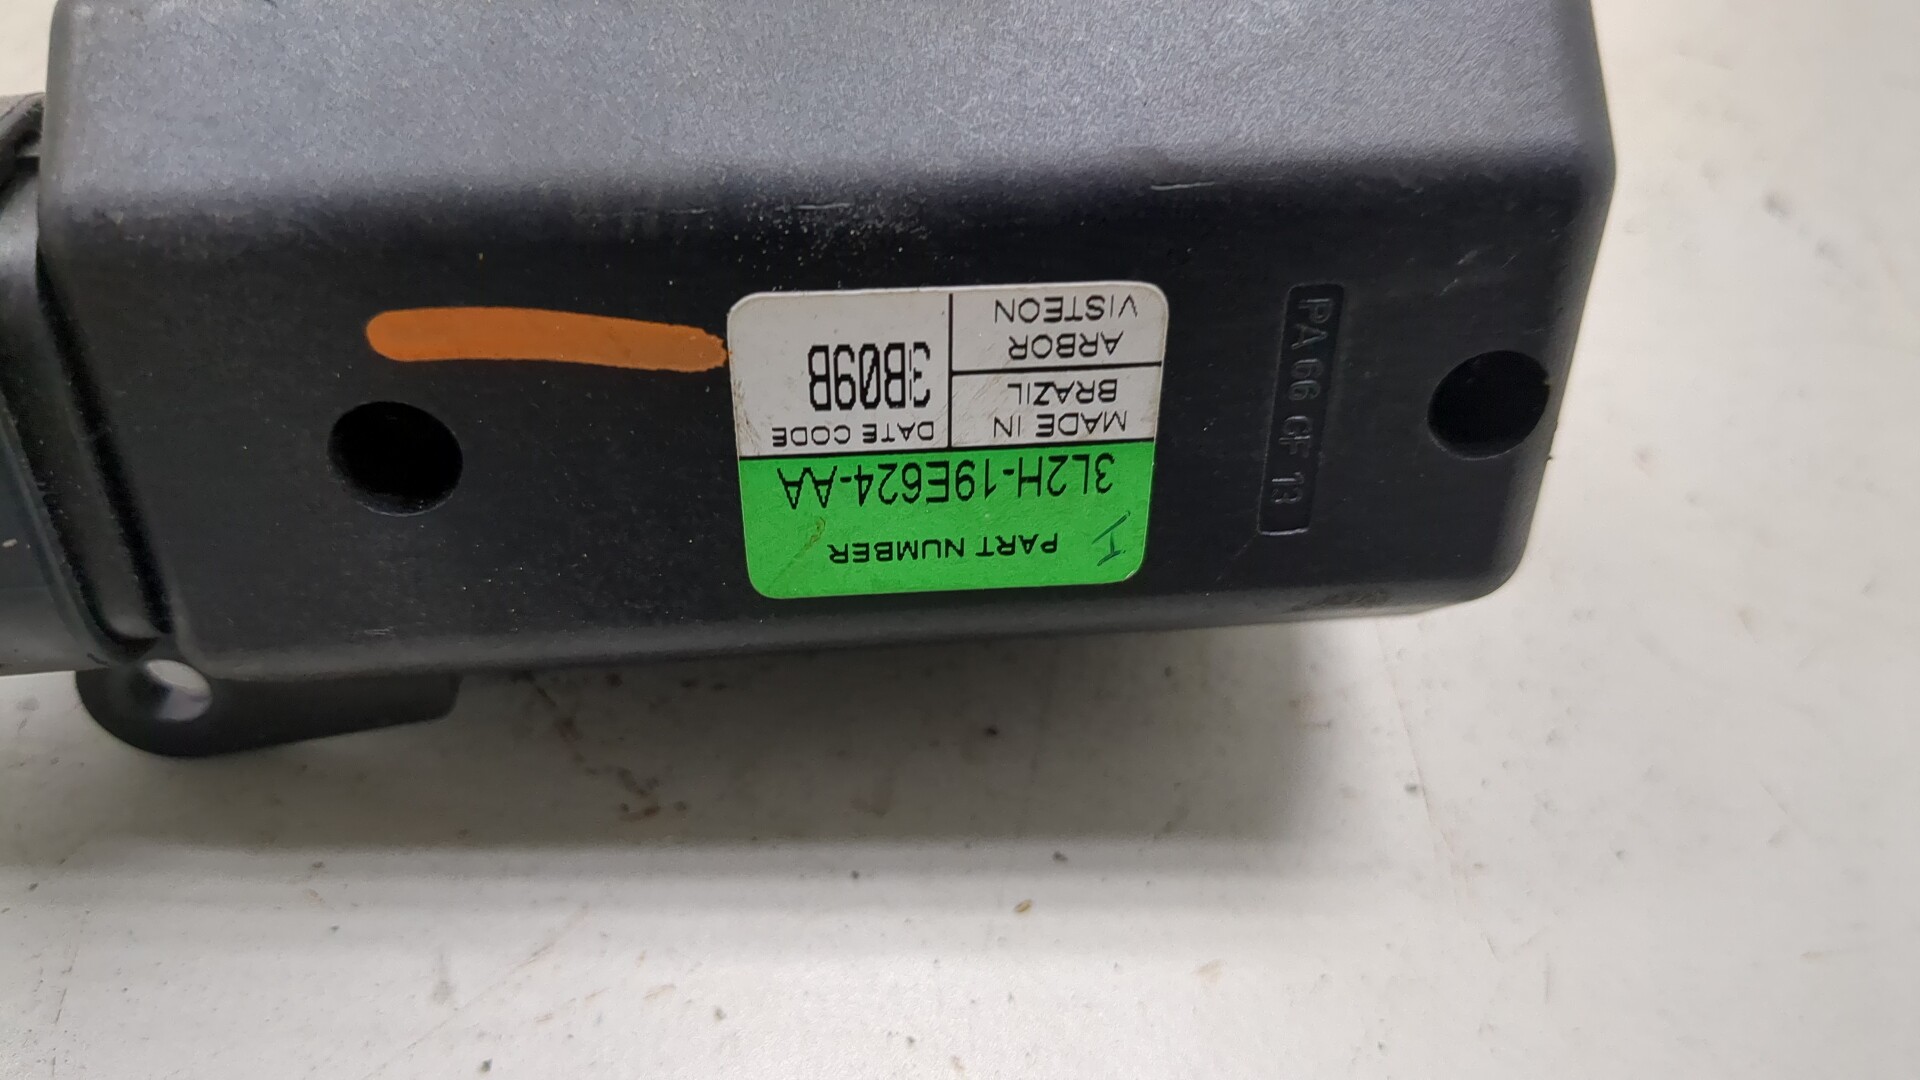 PART NUMBER
3L2H-19E624-AA
MADE IN
BRAZIL
ARBOR
VISTEON
DATE CODE
3B09B
PA 66 GF 13